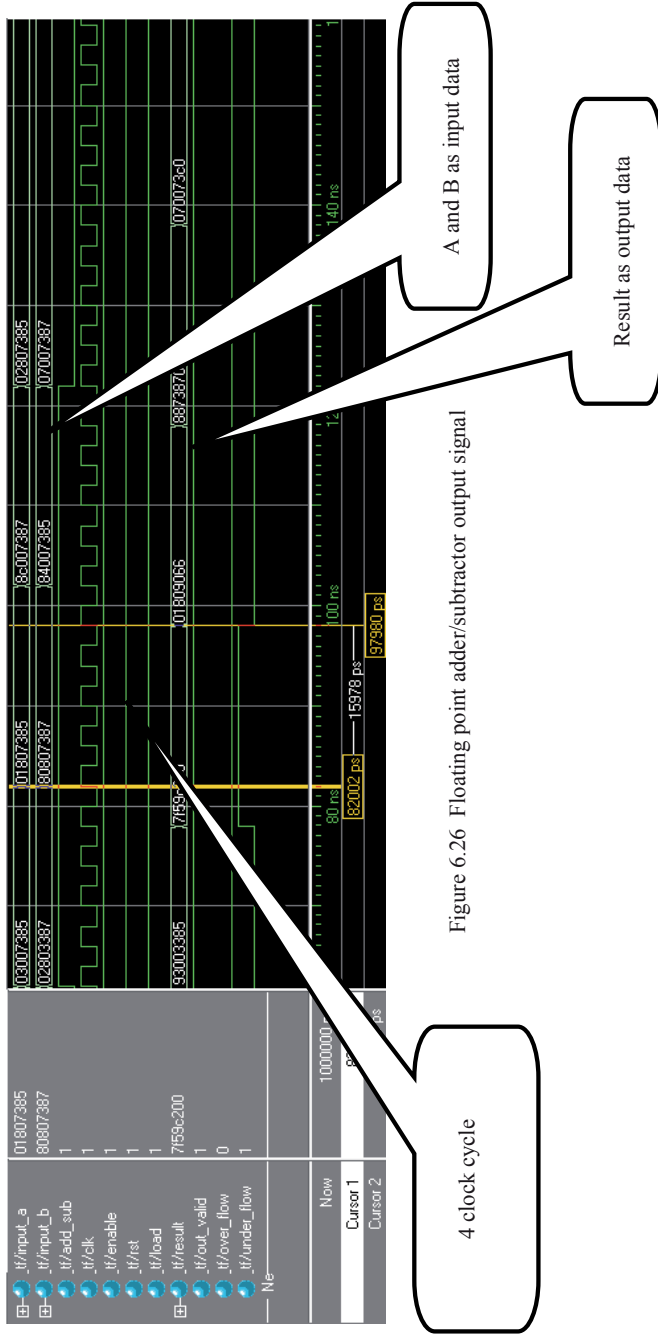 tf/input_a 01807385 03007385 01807385 8c007387 02807385
tf/input_b 80807387 02803387 80807387 84007385 07007387
tf/add_sub 1
tf/clk 1
tf/enable 1
tf/rst 1
tf/load 1
tf/result 7f59c200 93003385 01809066 070073c0
tf/out_valid 1
tf/over_flow 0
tf/under_flow 1
Now 1000000 80 ns 100 ns 140 ns
Cursor 1 82002 ps 15978 ps
Cursor 2 ps 97980 ps
4 clock cycle
A and B as input data
Result as output data
Figure 6.26 Floating point adder/subtractor output signal